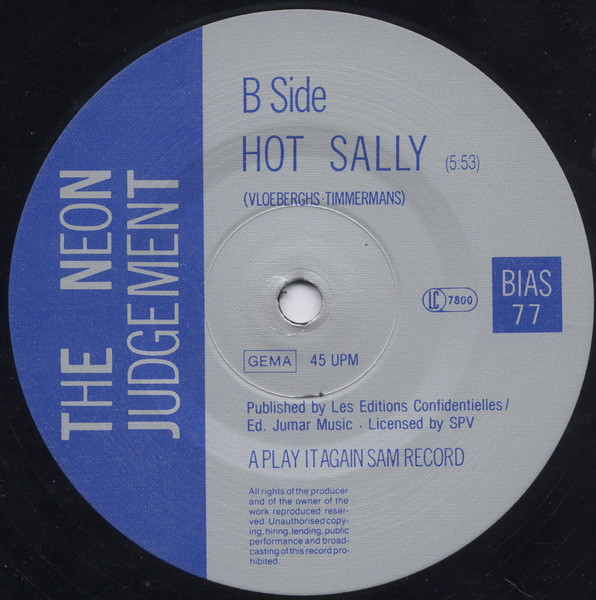 THE NEON
JUDGEMENT
B Side
HOT SALLY (5:53)
(VLOEBERGHS·TIMMERMANS)
LC 7800
BIAS
77
GEMA 45 UPM
Published by Les Editions Confidentielles/
Ed. Jumar Music · Licensed by SPV
A PLAY IT AGAIN SAM RECORD
All rights of the producer
and of the owner of the
work reproduced reser-
ved. Unauthorised copy-
ing, hiring, lending, public
performance and broad-
casting of this record pro-
hibited.